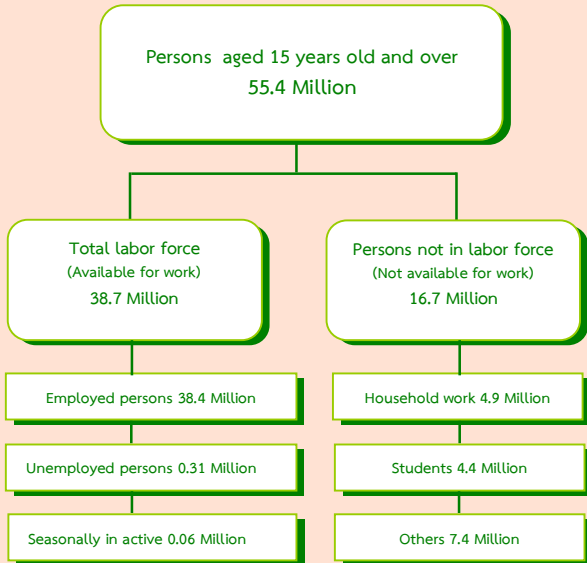 Persons aged 15 years old and over
55.4 Million
Total labor force
(Available for work)
38.7 Million
Persons not in labor force
(Not available for work)
16.7 Million
Employed persons 38.4 Million
Household work 4.9 Million
Unemployed persons 0.31 Million
Students 4.4 Million
Seasonally in active 0.06 Million
Others 7.4 Million